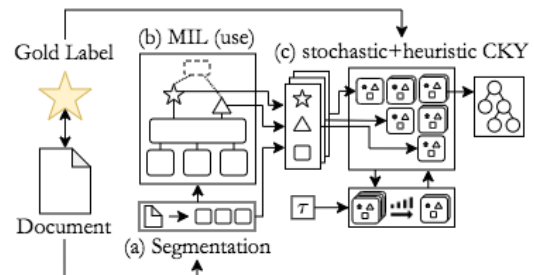 Gold Label
(b) MIL (use)
(c) stochastic+heuristic CKY
τ
Document
(a) Segmentation